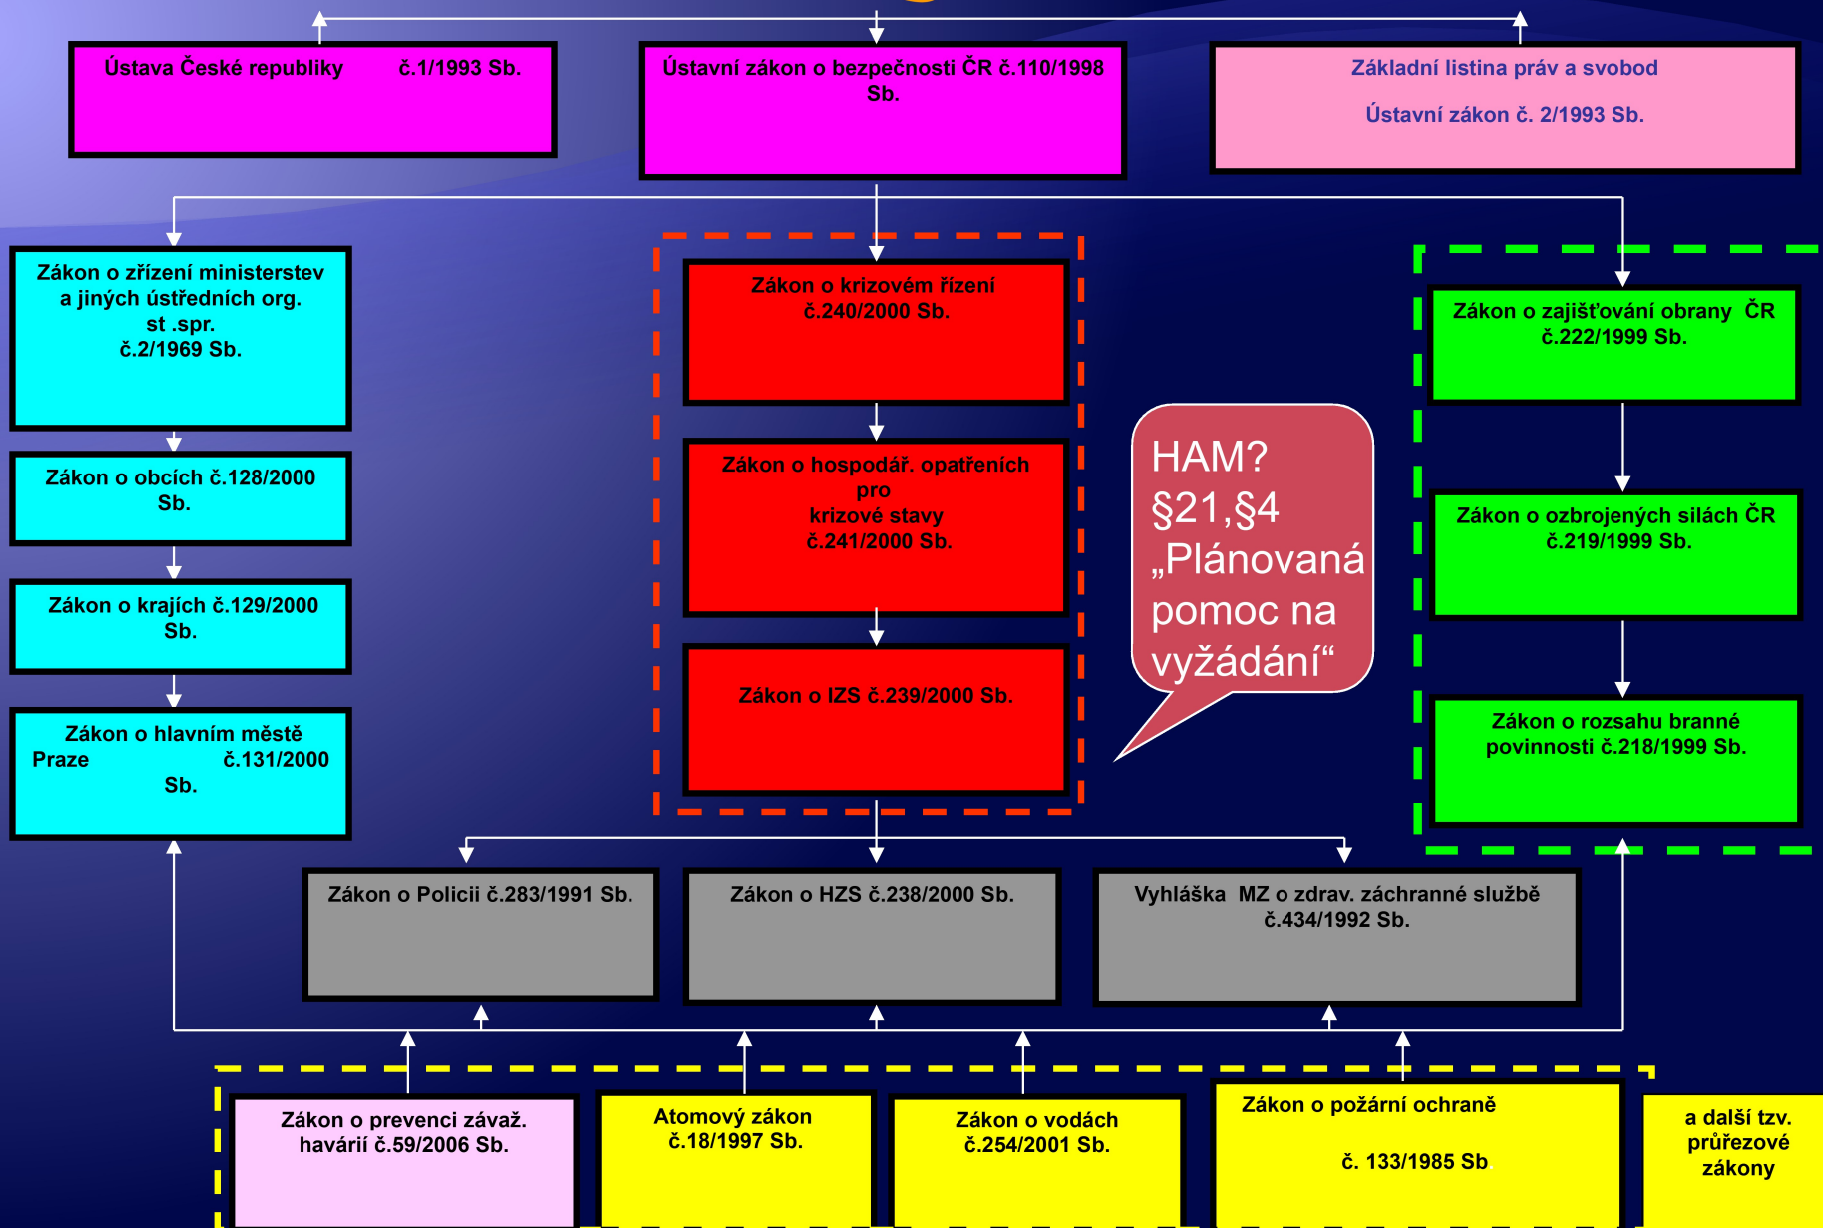 Ústava České republiky č.1/1993 Sb.
Ústavní zákon o bezpečnosti ČR č.110/1998
Sb.
Základní listina práv a svobod
Ústavní zákon č. 2/1993 Sb.
Zákon o zřízení ministerstev
a jiných ústředních org.
st .spr.
č.2/1969 Sb.
Zákon o obcích č.128/2000
Sb.
Zákon o krajích č.129/2000
Sb.
Zákon o hlavním městě
Praze č.131/2000
Sb.
Zákon o krizovém řízení
č.240/2000 Sb.
Zákon o hospodář. opatřeních
pro
krizové stavy
č.241/2000 Sb.
Zákon o IZS č.239/2000 Sb.
HAM?
§21,§4
„Plánovaná
pomoc na
vyžádání“
Zákon o zajišťování obrany ČR
č.222/1999 Sb.
Zákon o ozbrojených silách ČR
č.219/1999 Sb.
Zákon o rozsahu branné
povinnosti č.218/1999 Sb.
Zákon o Policii č.283/1991 Sb.
Zákon o HZS č.238/2000 Sb.
Vyhláška MZ o zdrav. záchranné službě
č.434/1992 Sb.
Zákon o prevenci závaž.
havárií č.59/2006 Sb.
Atomový zákon
č.18/1997 Sb.
Zákon o vodách
č.254/2001 Sb.
Zákon o požární ochraně
č. 133/1985 Sb.
a další tzv.
průřezové
zákony